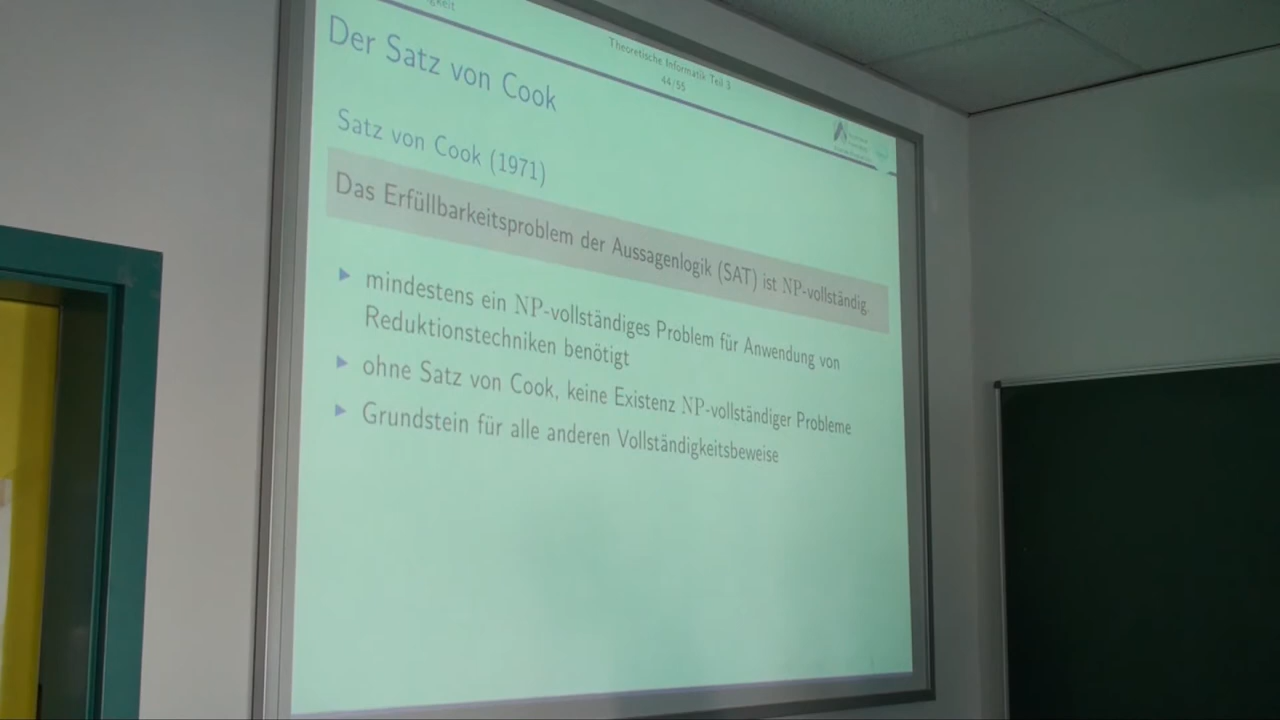 Theoretische Informatik Teil 3
44/55
Der Satz von Cook
Satz von Cook (1971)
Das Erfüllbarkeitsproblem der Aussagenlogik (SAT) ist NP-vollständig.
mindestens ein NP-vollständiges Problem für Anwendung von
Reduktionstechniken benötigt
ohne Satz von Cook, keine Existenz NP-vollständiger Probleme
Grundstein für alle anderen Vollständigkeitsbeweise